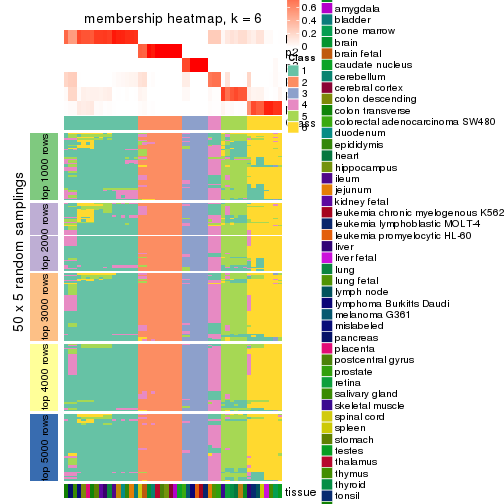 membership heatmap, k = 6
50 x 5 random samplings
top 1000 rows
top 2000 rows
top 3000 rows
top 4000 rows
top 5000 rows
0.6
0.4
0.2
0
Class
1
2
3
4
5
6
tissue
amygdala
bladder
bone marrow
brain
brain fetal
caudate nucleus
cerebellum
cerebral cortex
colon descending
colon transverse
colorectal adenocarcinoma SW480
duodenum
epididymis
heart
hippocampus
ileum
jejunum
kidney fetal
leukemia chronic myelogenous K562
leukemia lymphoblastic MOLT-4
leukemia promyelocytic HL-60
liver
liver fetal
lung
lung fetal
lymph node
lymphoma Burkitts Daudi
melanoma G361
mislabeled
pancreas
placenta
postcentral gyrus
prostate
retina
salivary gland
skeletal muscle
spinal cord
spleen
stomach
testes
thalamus
thymus
thyroid
tonsil